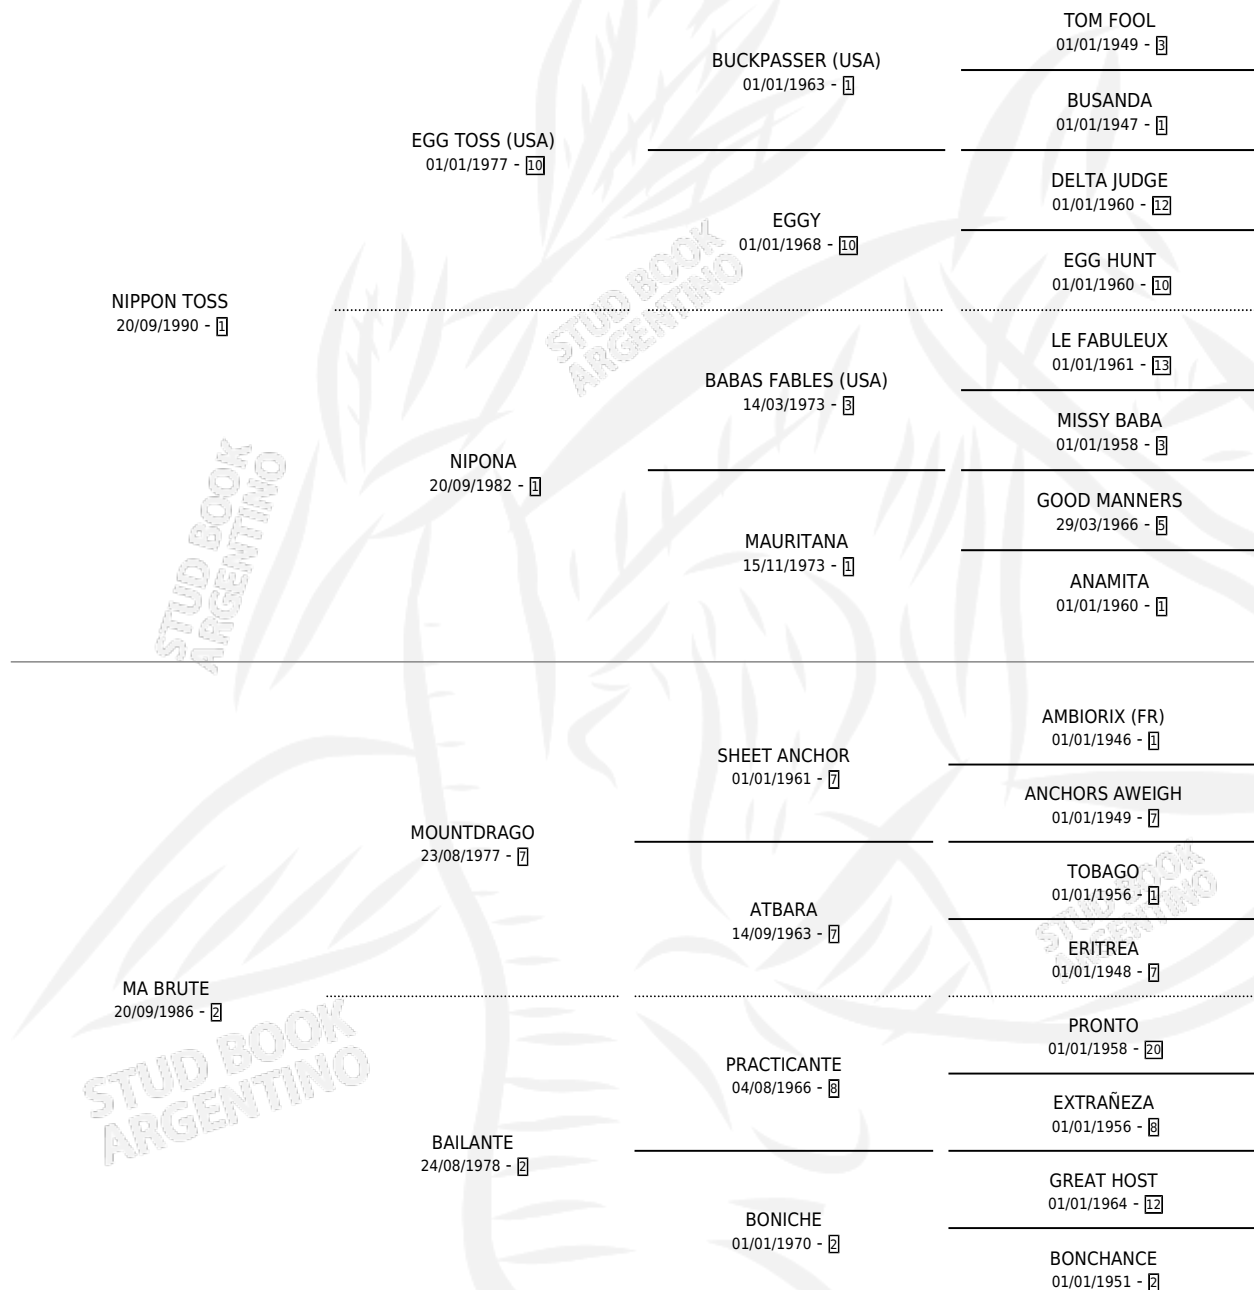 TOM FOOL
01/01/1949 - 3
BUCKPASSER (USA)
01/01/1963 - 1
BUSANDA
01/01/1947 - 1
EGG TOSS (USA)
01/01/1977 - 10
DELTA JUDGE
01/01/1960 - 12
EGGY
01/01/1968 - 10
EGG HUNT
01/01/1960 - 10
NIPPON TOSS
20/09/1990 - 1
LE FABULEUX
01/01/1961 - 13
BABAS FABLES (USA)
14/03/1973 - 3
MISSY BABA
01/01/1958 - 3
NIPONA
20/09/1982 - 1
GOOD MANNERS
29/03/1966 - 5
MAURITANA
15/11/1973 - 1
ANAMITA
01/01/1960 - 1
AMBIORIX (FR)
01/01/1946 - 1
SHEET ANCHOR
01/01/1961 - 7
ANCHORS AWEIGH
01/01/1949 - 7
MOUNTDRAGO
23/08/1977 - 7
TOBAGO
01/01/1956 - 1
ATBARA
14/09/1963 - 7
ERITREA
01/01/1948 - 7
MA BRUTE
20/09/1986 - 2
PRONTO
01/01/1958 - 20
PRACTICANTE
04/08/1966 - 8
EXTRAÑEZA
01/01/1956 - 8
BAILANTE
24/08/1978 - 2
GREAT HOST
01/01/1964 - 12
BONICHE
01/01/1970 - 2
BONCHANCE
01/01/1951 - 2
STUD BOOK
ARGENTINO
STUD BOOK
ARGENTINO
STUD BOOK
ARGENTINO
STUD BOOK
ARGENTINO